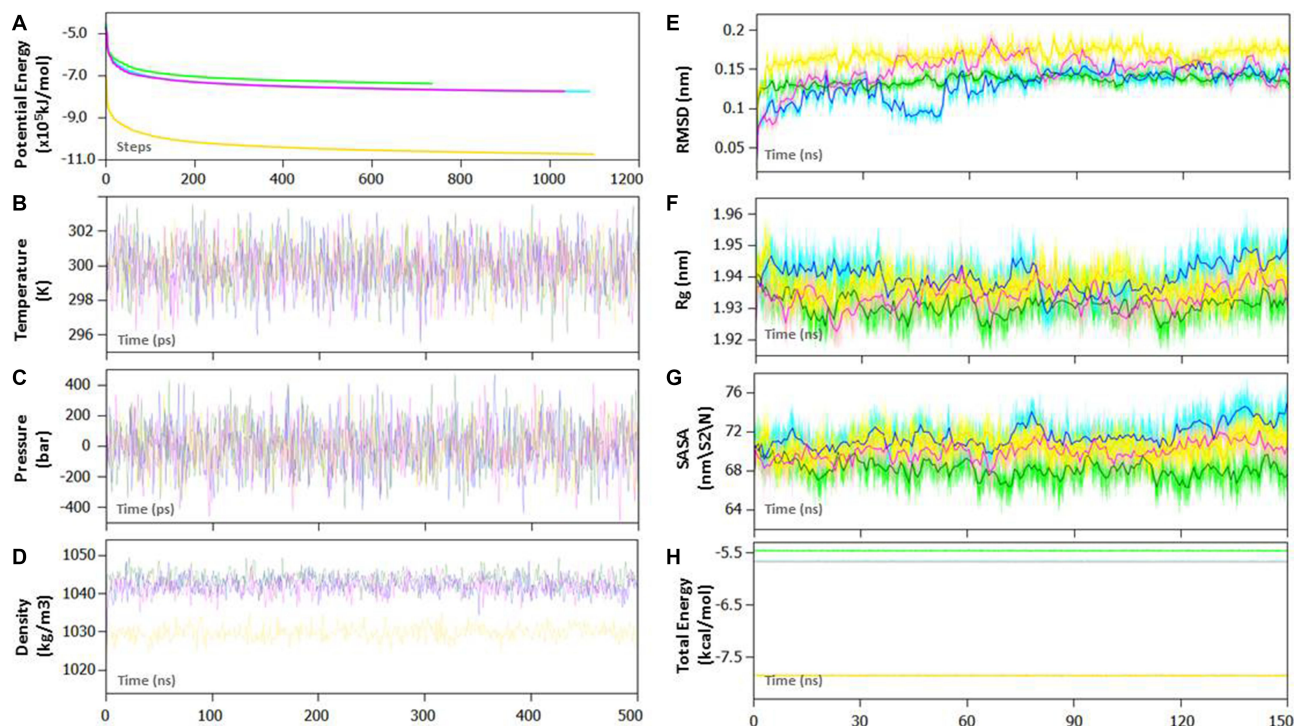 A
Potential Energy
(x10⁵kJ/mol)
-5.0
-7.0
-9.0
-11.0
Steps
0 200 400 600 800 1000 1200
B
Temperature
(K)
302
300
298
296
Time (ps)
C
Pressure
(bar)
400
200
0
-200
-400
Time (ps)
D
Density
(kg/m3)
1050
1040
1030
1020
Time (ns)
0 100 200 300 400 500
E
RMSD (nm)
0.2
0.15
0.1
0.05
Time (ns)
F
Rg (nm)
1.96
1.95
1.94
1.93
1.92
Time (ns)
G
SASA
(nm\S2\N)
76
72
68
64
Time (ns)
H
Total Energy
(kcal/mol)
-5.5
-6.5
-7.5
Time (ns)
0 30 60 90 120 150